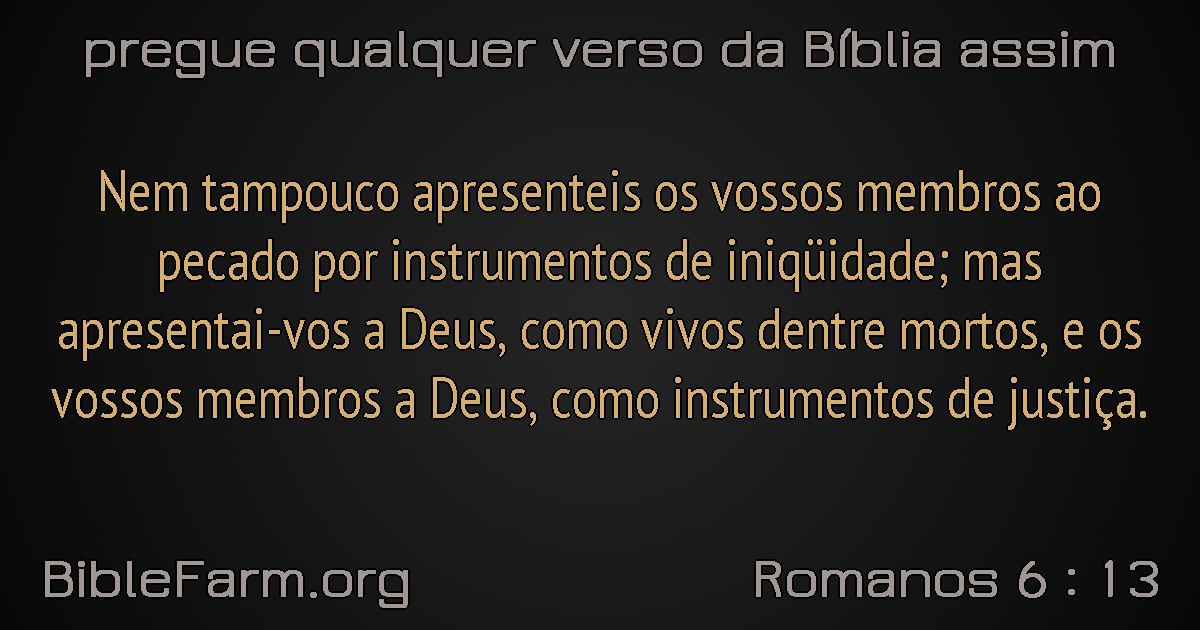 pregue qualquer verso da Bíblia assim
Nem tampouco apresenteis os vossos membros ao
pecado por instrumentos de iniqüidade; mas
apresentai-vos a Deus, como vivos dentre mortos, e os
vossos membros a Deus, como instrumentos de justiça.
BibleFarm.org
Romanos 6 : 13